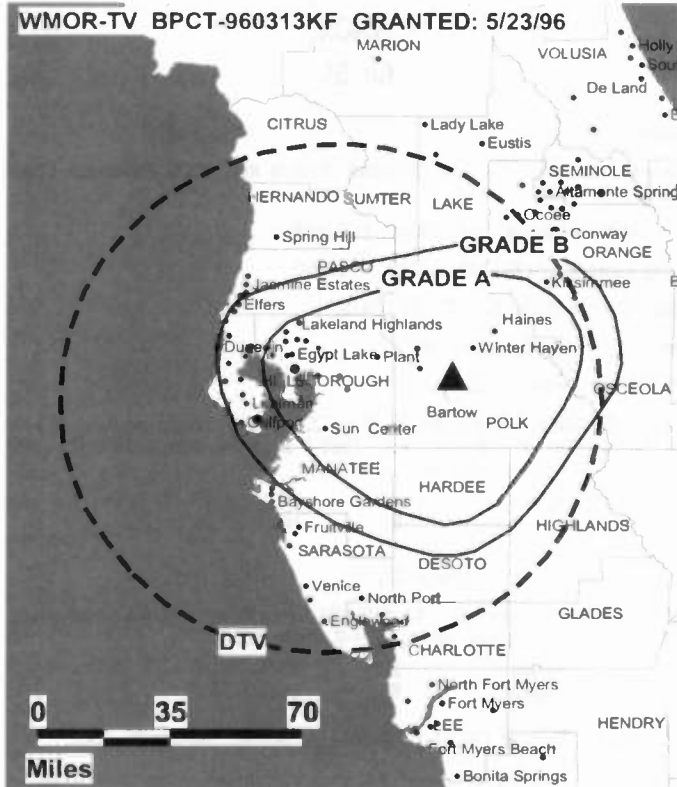 WMOR-TV BPCT-960313KF GRANTED: 5/23/96
MARION
VOLUSIA
Holly
De Land
CITRUS
Lady Lake
Eustis
SEMINOLE
Altamonte Spring
HERNANDO SUMTER LAKE
Ocoee
Conway
Spring Hill
GRADE B
ORANGE
PASCO
GRADE A
Jasmine Estates
Kissimmee
Elfers
Lakeland Highlands
Haines
Dunedin
Egypt Lake
Plant
Winter Haven
HILLSBOROUGH
OSCEOLA
Bartow
Gulfport
Sun Center
POLK
MANATEE
HARDEE
Bayshore Gardens
Fruitville
HIGHLANDS
SARASOTA
DESOTO
Venice
North Port
GLADES
Englewood
DTV
CHARLOTTE
North Fort Myers
0 35 70
Fort Myers
LEE
HENDRY
Fort Myers Beach
Miles
Bonita Springs